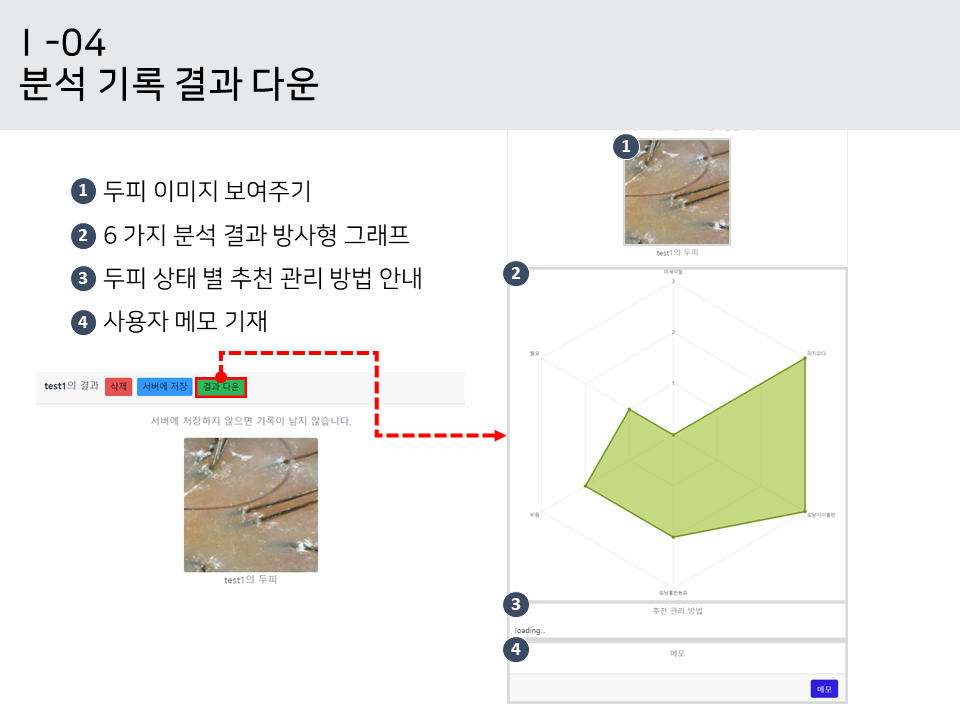 Ⅰ-04
분석 기록 결과 다운
1 두피 이미지 보여주기
2 6 가지 분석 결과 방사형 그래프
3 두피 상태 별 추천 관리 방법 안내
4 사용자 메모 기재
test1의 결과 삭제 서버에 저장 결과 다운
서버에 저장하지 않으면 기록이 남지 않습니다.
test1의 두피
1
test1의 두피
2
미세각질
3
2
1
탈모
피지과다
비듬
모낭사이홍반
모낭홍반농포
3
추천 관리 방법
loading...
4
메모
메모